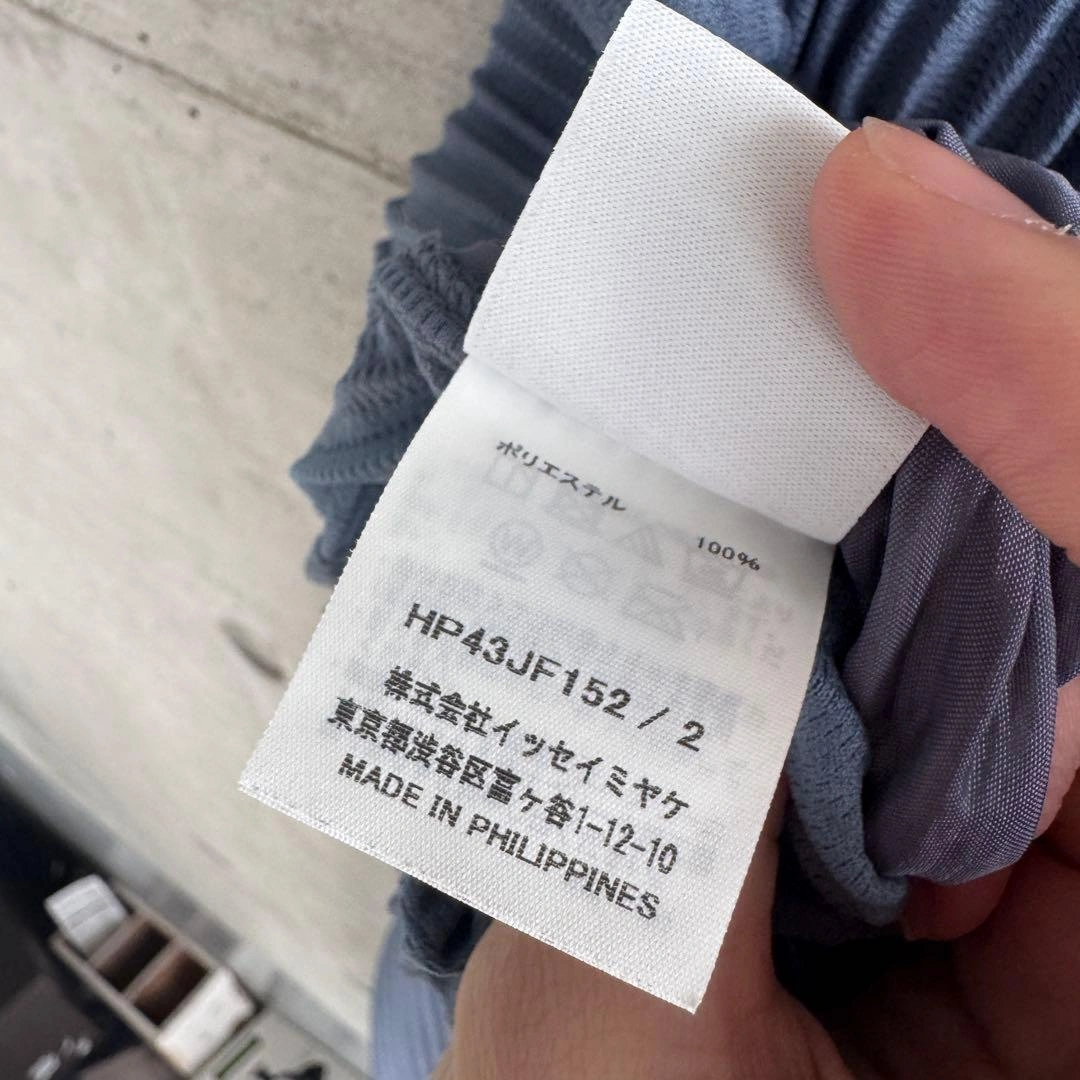 ポリエステル 100%
HP43JF152 / 2
株式会社イッセイミヤケ
東京都渋谷区富ヶ谷1-12-10
MADE IN PHILIPPINES